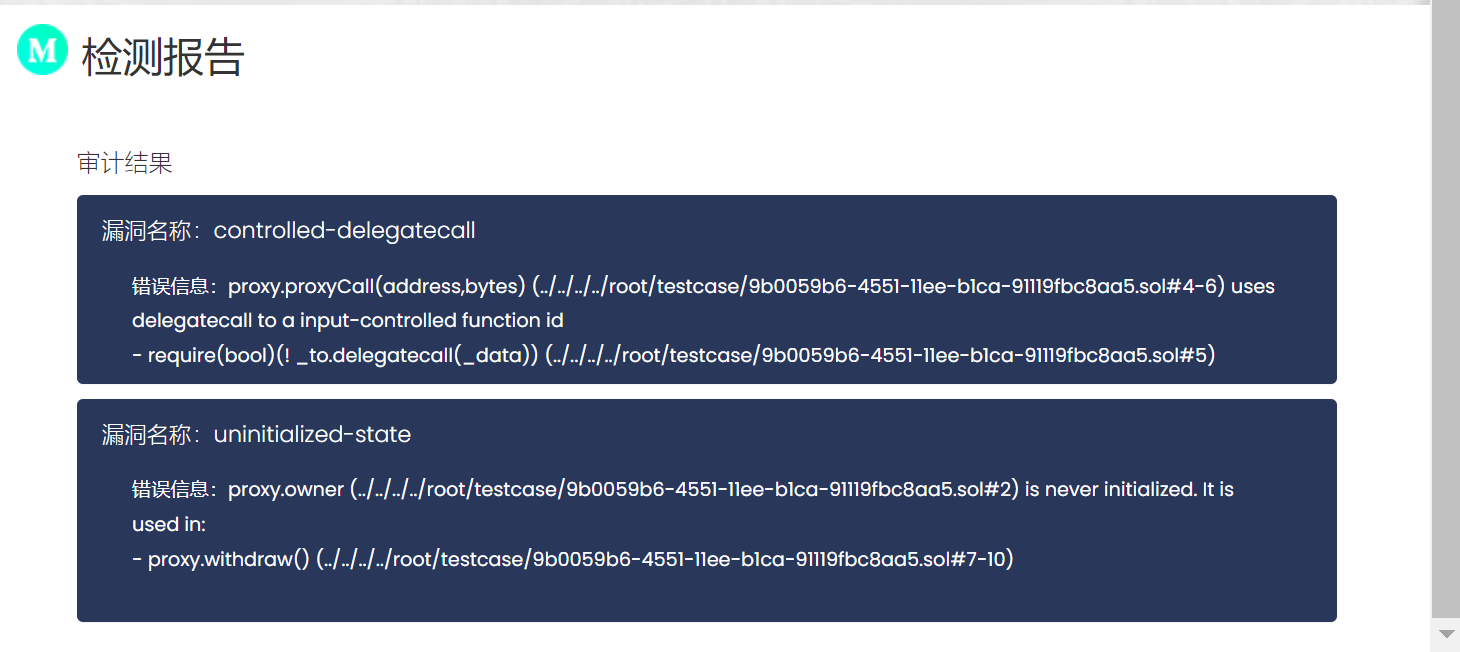 M 检测报告
审计结果
漏洞名称：controlled-delegatecall
错误信息：proxy.proxyCall(address,bytes) (../../../../root/testcase/9b0059b6-4551-11ee-b1ca-91119fbc8aa5.sol#4-6) uses
delegatecall to a input-controlled function id
- require(bool)(! _to.delegatecall(_data)) (../../../../root/testcase/9b0059b6-4551-11ee-b1ca-91119fbc8aa5.sol#5)
漏洞名称：uninitialized-state
错误信息：proxy.owner (../../../../root/testcase/9b0059b6-4551-11ee-b1ca-91119fbc8aa5.sol#2) is never initialized. It is
used in:
- proxy.withdraw() (../../../../root/testcase/9b0059b6-4551-11ee-b1ca-91119fbc8aa5.sol#7-10)